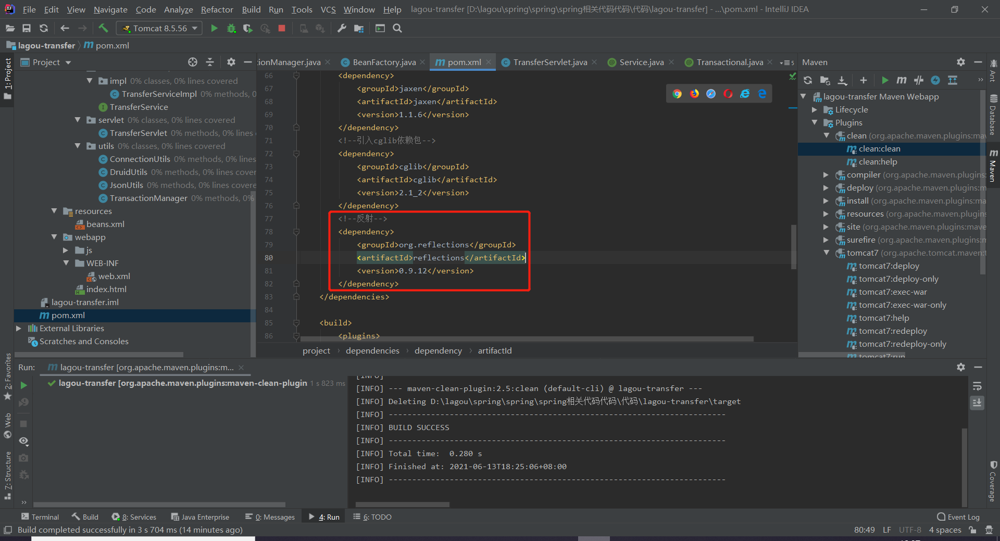 File Edit View Navigate Code Analyze Refactor Build Run Tools VCS Window Help lagou-transfer [D:\lagou\spring\spring\spring相关代码代码\代码\lagou-transfer] - ...\pom.xml - IntelliJ IDEA
Tomcat 8.5.56
lagou-transfer pom.xml
1: Project
2: Favorites
Web
Z: Structure
Project
impl 0% classes, 0% lines covered
TransferServiceImpl 0% methods, 0
TransferService
servlet 0% classes, 0% lines covered
TransferServlet 0% methods, 0% lines
utils 0% classes, 0% lines covered
ConnectionUtils 0% methods, 0% lines
DruidUtils 0% methods, 0% lines cover
JsonUtils 0% methods, 0% lines covere
TransactionManager 0% methods, 0%
resources
beans.xml
webapp
js
WEB-INF
web.xml
index.html
lagou-transfer.iml
pom.xml
External Libraries
Scratches and Consoles
tionManager.java BeanFactory.java pom.xml TransferServlet.java Service.java Transactional.java 5
66 <dependency>
67 <groupId>jaxen</groupId>
68 <artifactId>jaxen</artifactId>
69 <version>1.1.6</version>
70 </dependency>
71 <!--引入cglib依赖包-->
72 <dependency>
73 <groupId>cglib</groupId>
74 <artifactId>cglib</artifactId>
75 <version>2.1_2</version>
76 </dependency>
77 <!--反射-->
78 <dependency>
79 <groupId>org.reflections</groupId>
80 <artifactId>reflections</artifactId>
81 <version>0.9.12</version>
82 </dependency>
83 </dependencies>
84
85 <build>
86 <plugins>
project › dependencies › dependency › artifactId
Maven
lagou-transfer Maven Webapp
Lifecycle
Plugins
clean (org.apache.maven.plugins:mav
clean:clean
clean:help
compiler (org.apache.maven.plugins:
deploy (org.apache.maven.plugins:m
install (org.apache.maven.plugins:ma
resources (org.apache.maven.plugins
site (org.apache.maven.plugins:mave
surefire (org.apache.maven.plugins:m
tomcat7 (org.apache.tomcat.maven:t
tomcat7:deploy
tomcat7:deploy-only
tomcat7:exec-war
tomcat7:exec-war-only
tomcat7:help
tomcat7:redeploy
tomcat7:redeploy-only
tomcat7:run
Ant
Database
Maven
Coverage
Run: lagou-transfer [org.apache.maven.plugins:m...
lagou-transfer [org.apache.maven.plugins:maven-clean-plugin 1 s 823 ms
[INFO]
[INFO] --- maven-clean-plugin:2.5:clean (default-cli) @ lagou-transfer ---
[INFO] Deleting D:\lagou\spring\spring\spring相关代码代码\代码\lagou-transfer\target
[INFO] ------------------------------------------------------------------------
[INFO] BUILD SUCCESS
[INFO] ------------------------------------------------------------------------
[INFO] Total time:  0.280 s
[INFO] Finished at: 2021-06-13T18:25:06+08:00
[INFO] ------------------------------------------------------------------------
Terminal Build 8: Services Java Enterprise 0: Messages 4: Run 6: TODO Event Log
Build completed successfully in 3 s 704 ms (14 minutes ago) 80:49 LF UTF-8 4 spaces